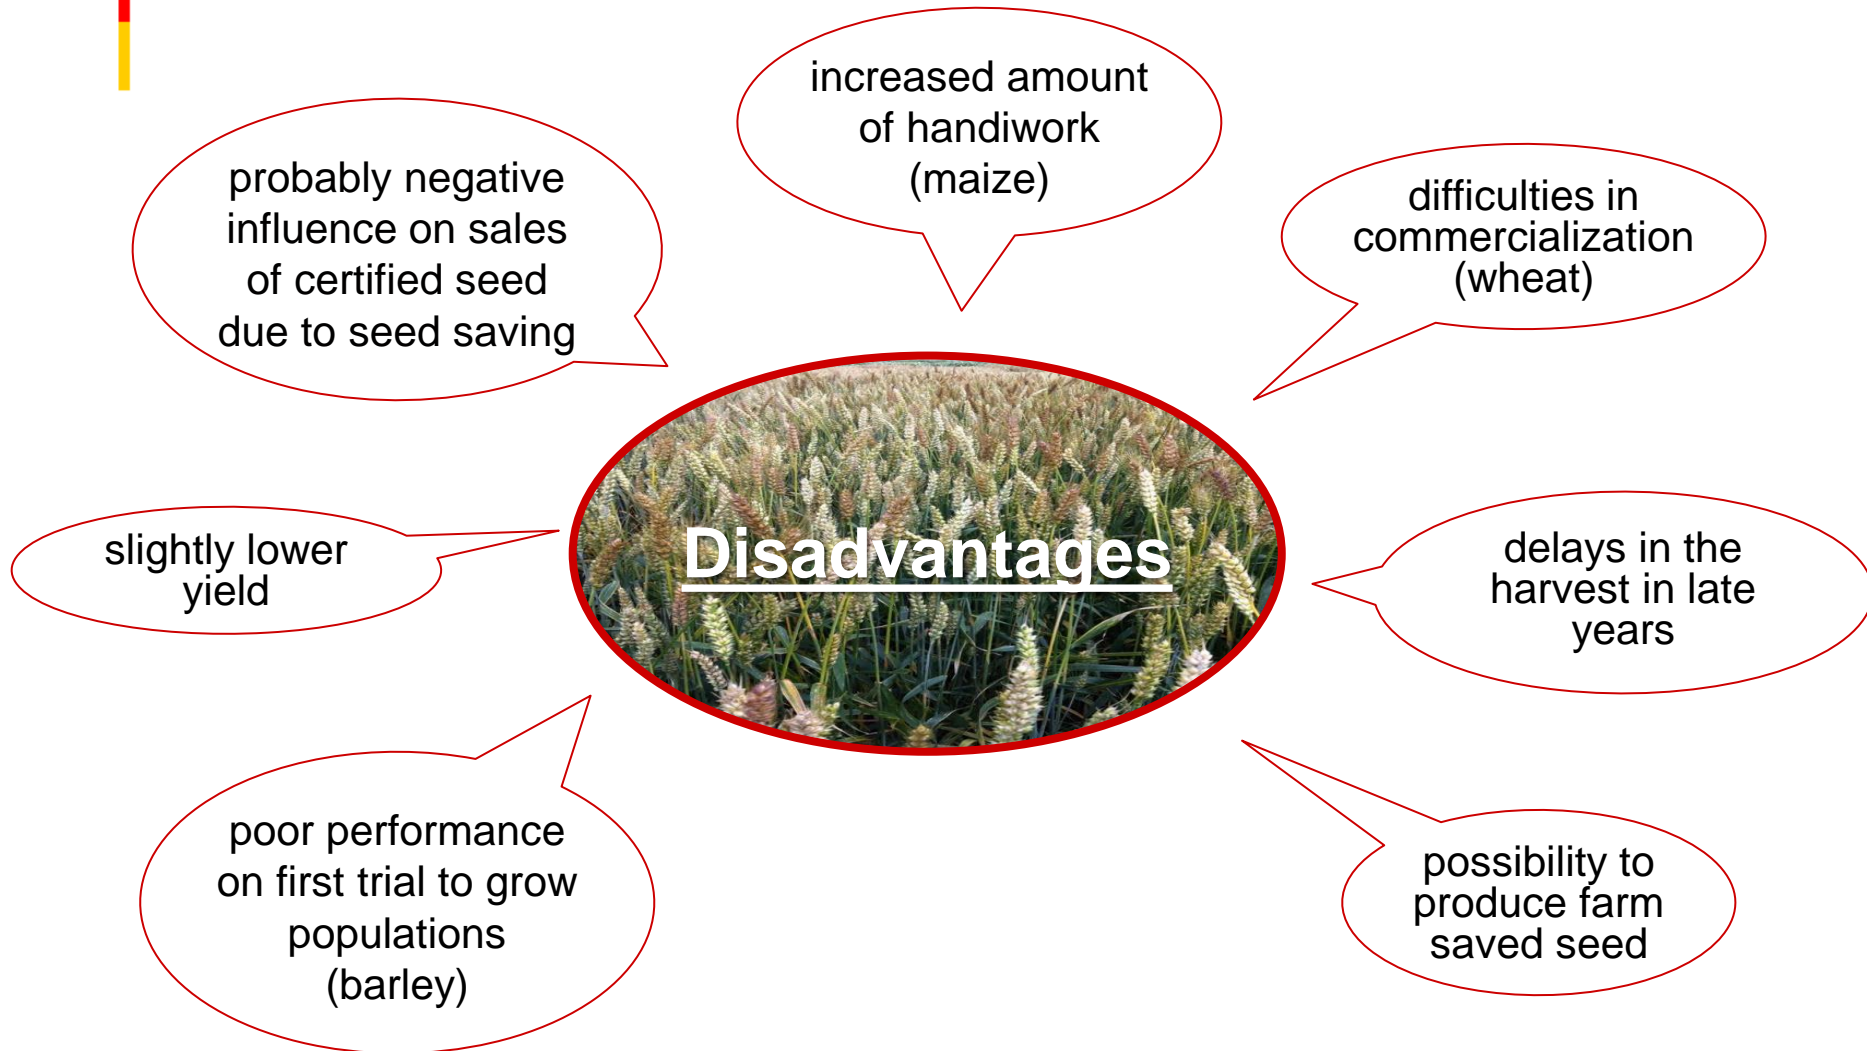 increased amount
of handiwork
(maize)
probably negative
influence on sales
of certified seed
due to seed saving
difficulties in
commercialization
(wheat)
Disadvantages
slightly lower
yield
delays in the
harvest in late
years
poor performance
on first trial to grow
populations
(barley)
possibility to
produce farm
saved seed